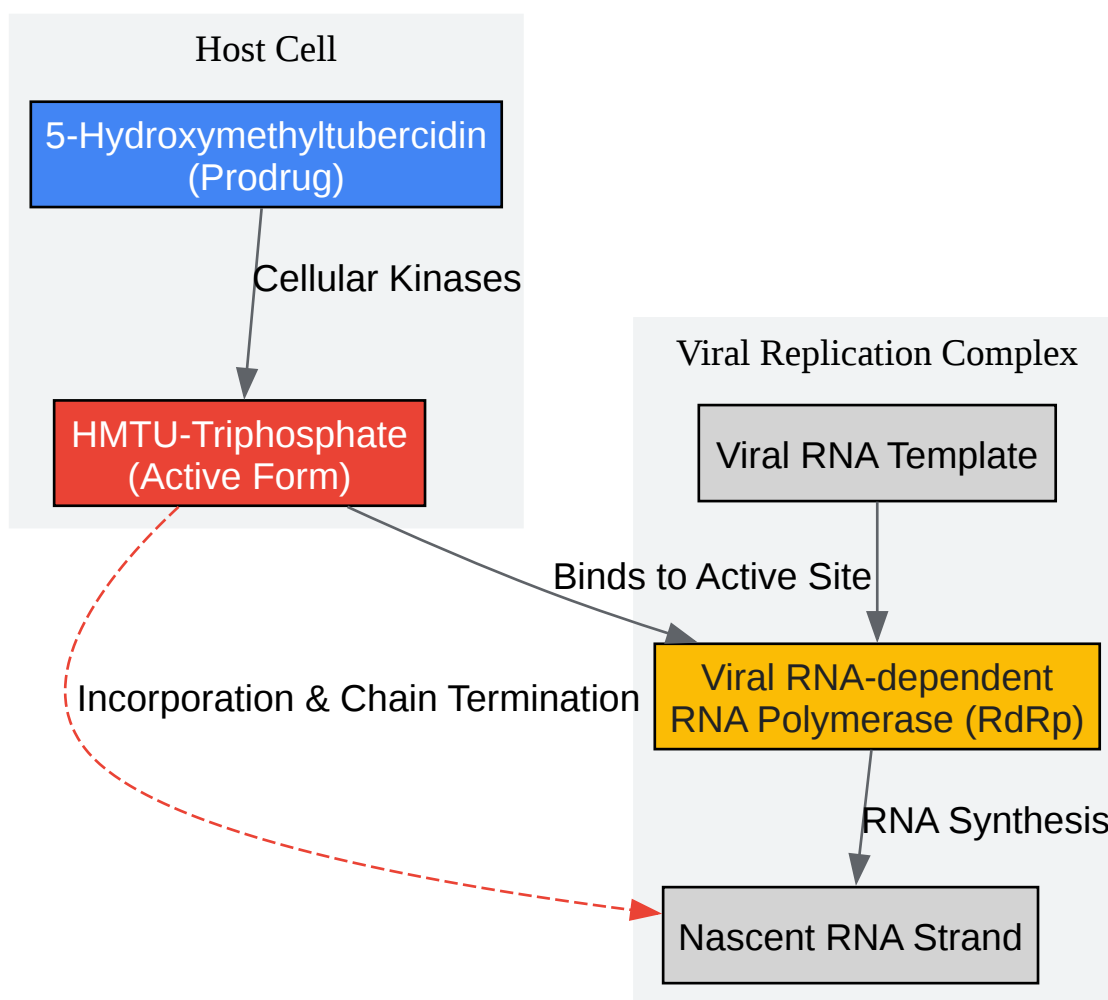 Host Cell
5-Hydroxymethyltubercidin
(Prodrug)
Cellular Kinases
HMTU-Triphosphate
(Active Form)
Viral Replication Complex
Viral RNA Template
Binds to Active Site
Viral RNA-dependent
RNA Polymerase (RdRp)
Incorporation & Chain Termination
RNA Synthesis
Nascent RNA Strand